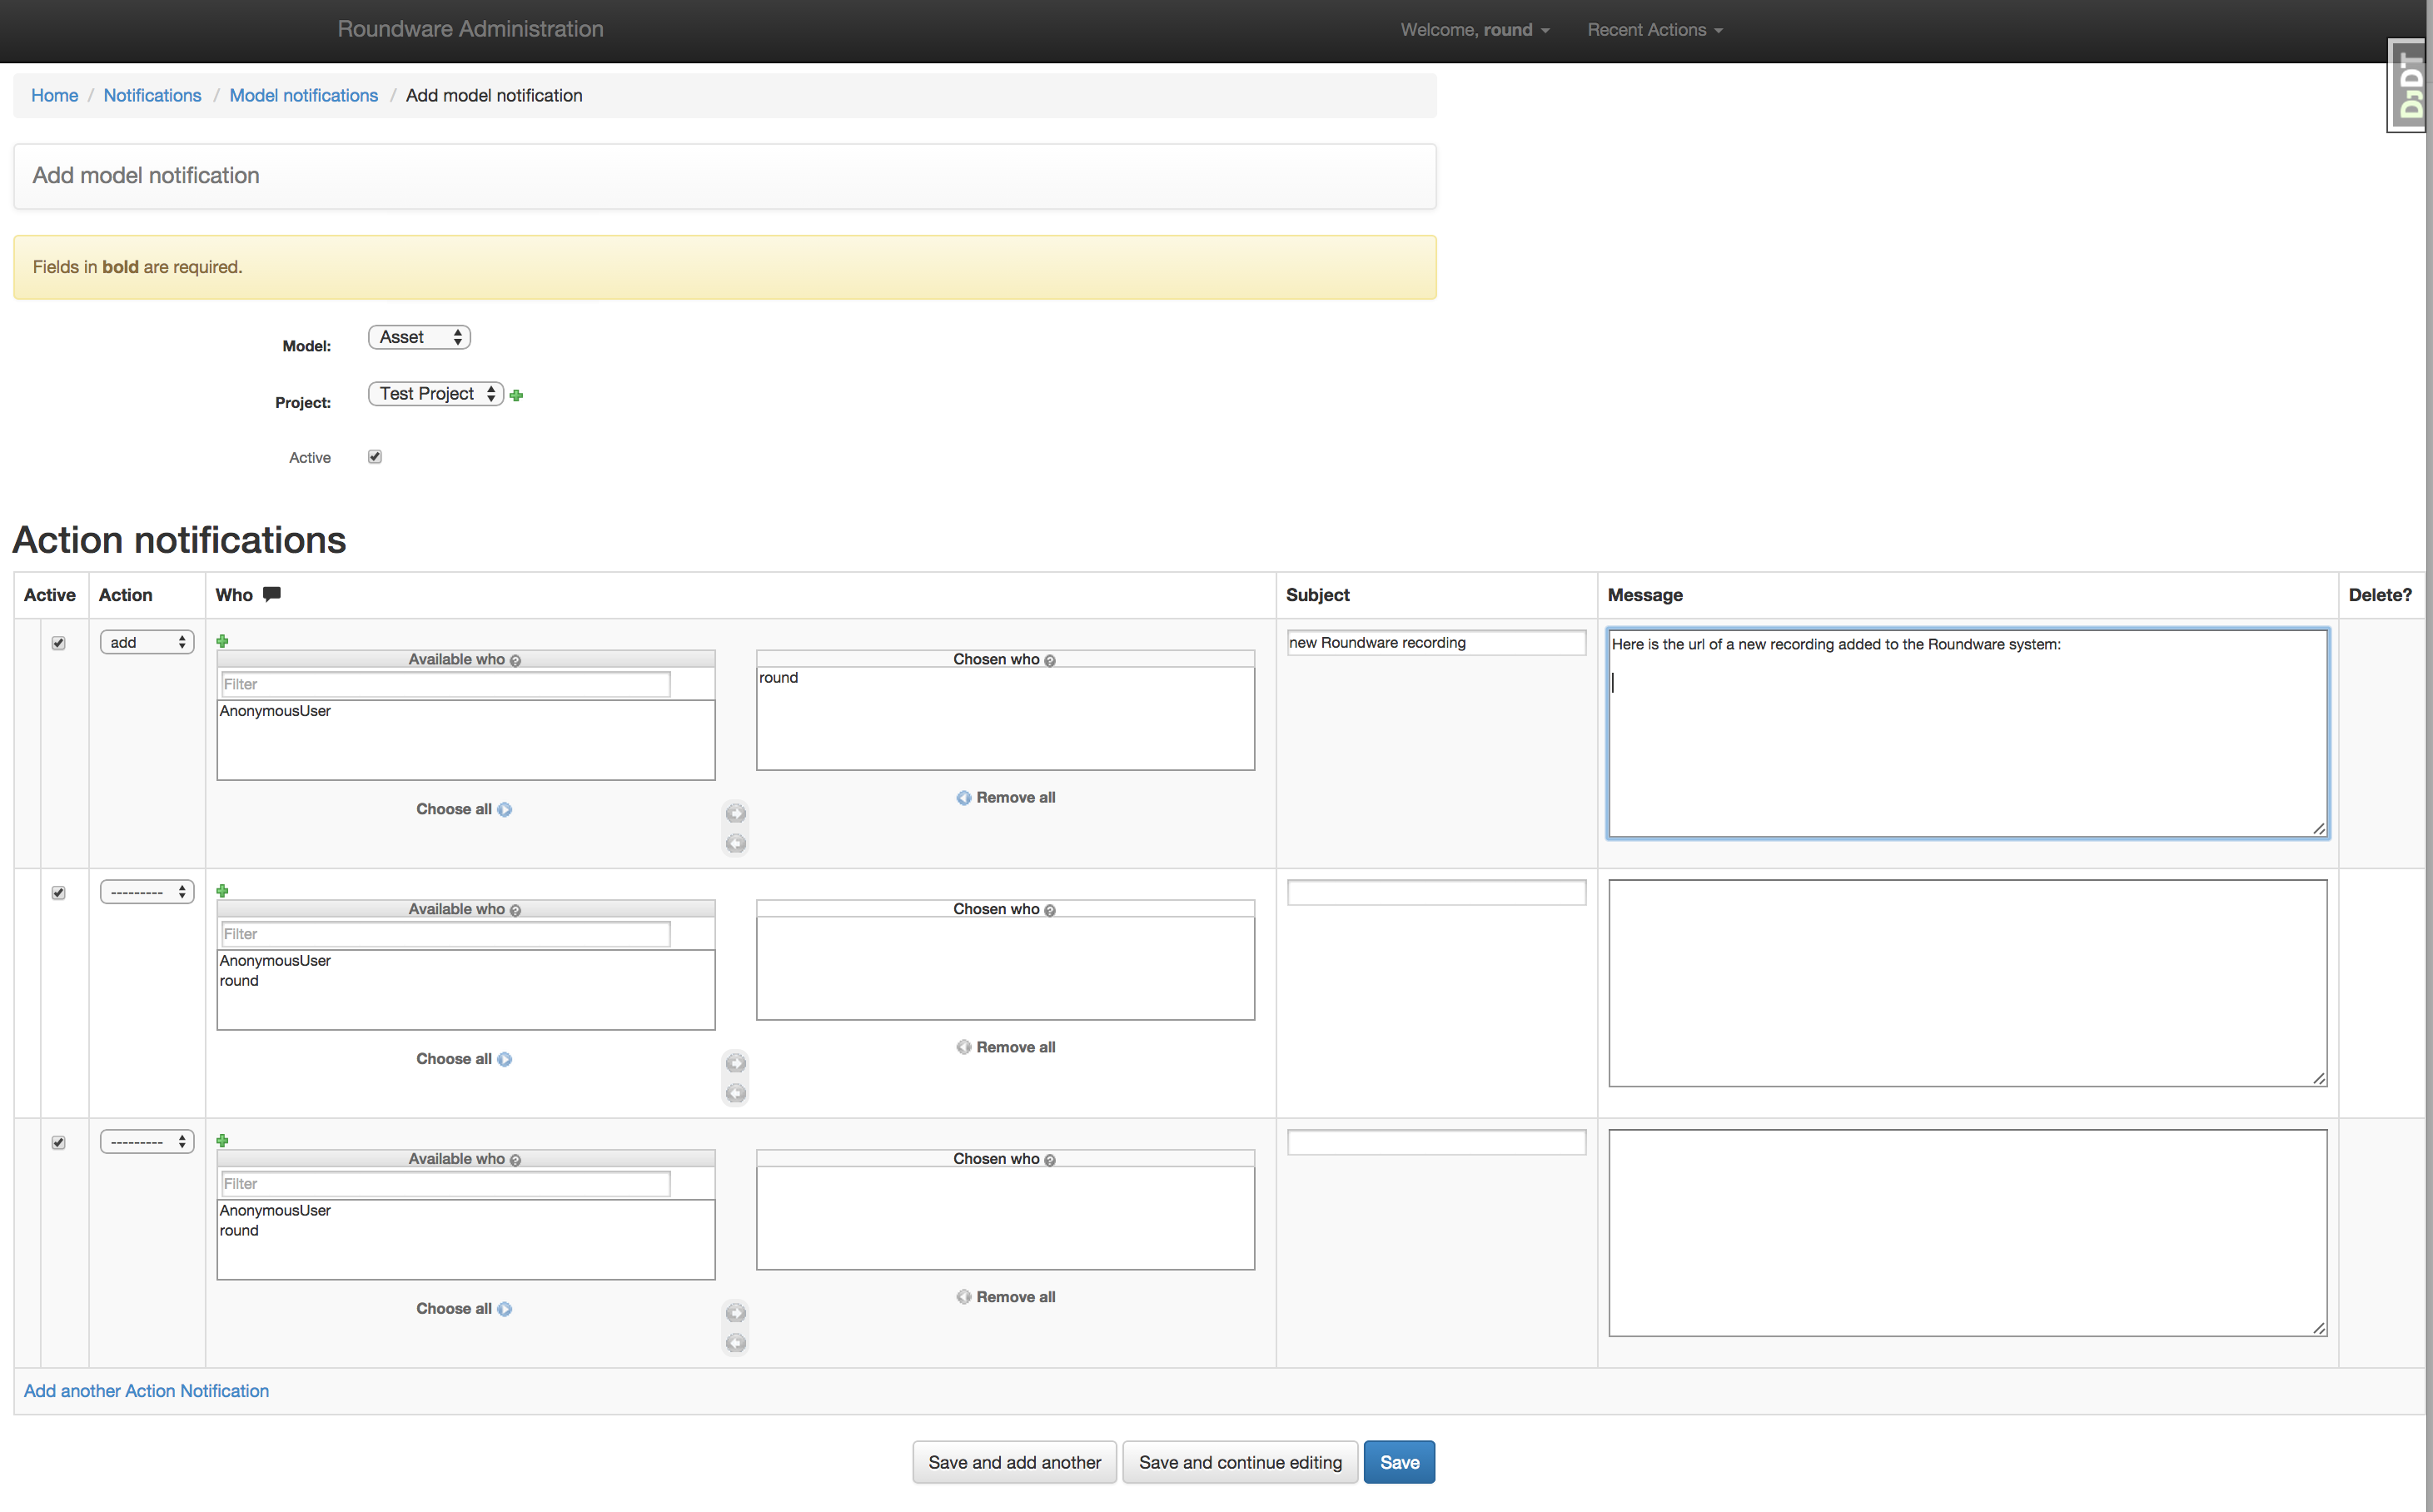 Roundware Administration Welcome, round Recent Actions
DjDT
Home / Notifications / Model notifications / Add model notification
Add model notification
Fields in bold are required.
Model: Asset
Project: Test Project
Active
Action notifications
Active Action Who Subject Message Delete?
add
Available who ?
Filter
AnonymousUser
Choose all
Chosen who ?
round
Remove all
new Roundware recording
Here is the url of a new recording added to the Roundware system:
---------
Available who ?
Filter
AnonymousUser
round
Choose all
Chosen who ?
Remove all
---------
Available who ?
Filter
AnonymousUser
round
Choose all
Chosen who ?
Remove all
Add another Action Notification
Save and add another Save and continue editing Save